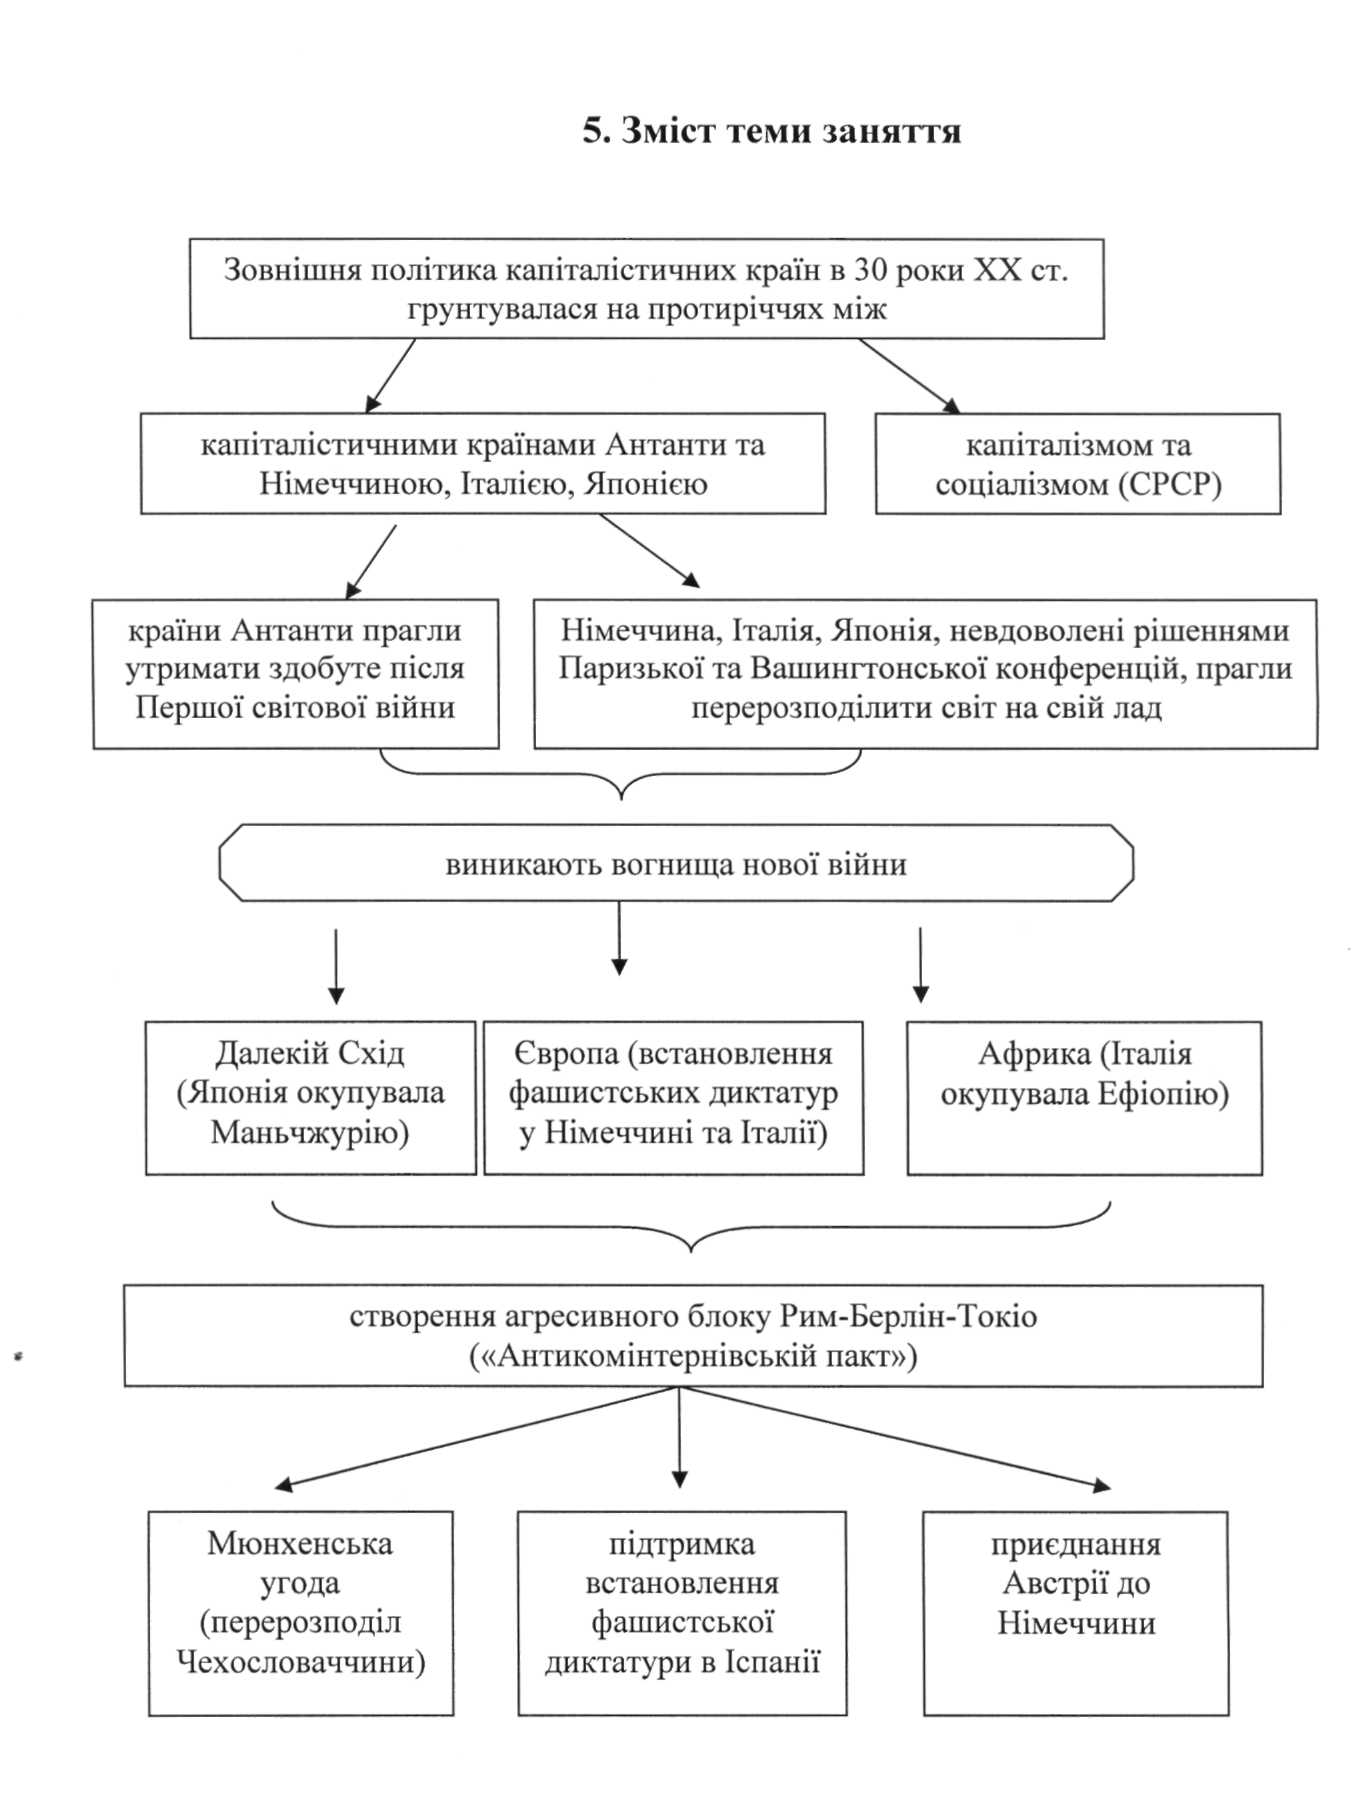 5. Зміст теми заняття
Зовнішня політика капіталістичних країн в 30 роки ХХ ст.
грунтувалася на протиріччях між
капіталістичними країнами Антанти та
Німеччиною, Італією, Японією
капіталізмом та
соціалізмом (СРСР)
країни Антанти прагли
утримати здобуте після
Першої світової війни
Німеччина, Італія, Японія, невдоволені рішеннями
Паризької та Вашингтонської конференцій, прагли
перерозподілити світ на свій лад
виникають вогнища нової війни
Далекій Схід
(Японія окупувала
Маньчжурію)
Європа (встановлення
фашистських диктатур
у Німеччині та Італії)
Африка (Італія
окупувала Ефіопію)
створення агресивного блоку Рим-Берлін-Токіо
(«Антикомінтернівській пакт»)
Мюнхенська
угода
(перерозподіл
Чехословаччини)
підтримка
встановлення
фашистської
диктатури в Іспанії
приєднання
Австрії до
Німеччини